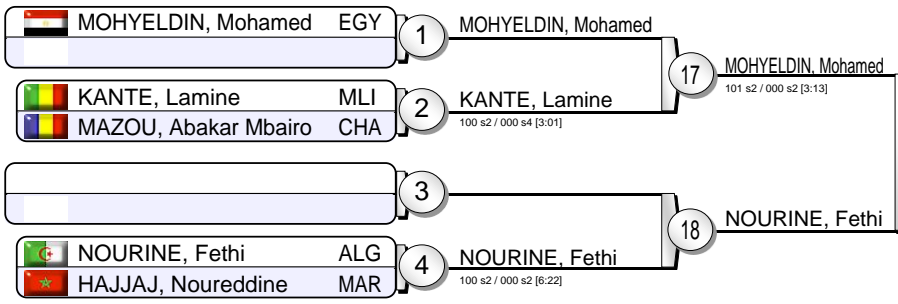 MOHYELDIN, Mohamed EGY
1
MOHYELDIN, Mohamed
17
MOHYELDIN, Mohamed
101 s2 / 000 s2 [3:13]
KANTE, Lamine MLI
MAZOU, Abakar Mbairo CHA
2
KANTE, Lamine
100 s2 / 000 s4 [3:01]
3
18
NOURINE, Fethi
NOURINE, Fethi ALG
HAJJAJ, Noureddine MAR
4
NOURINE, Fethi
100 s2 / 000 s2 [6:22]